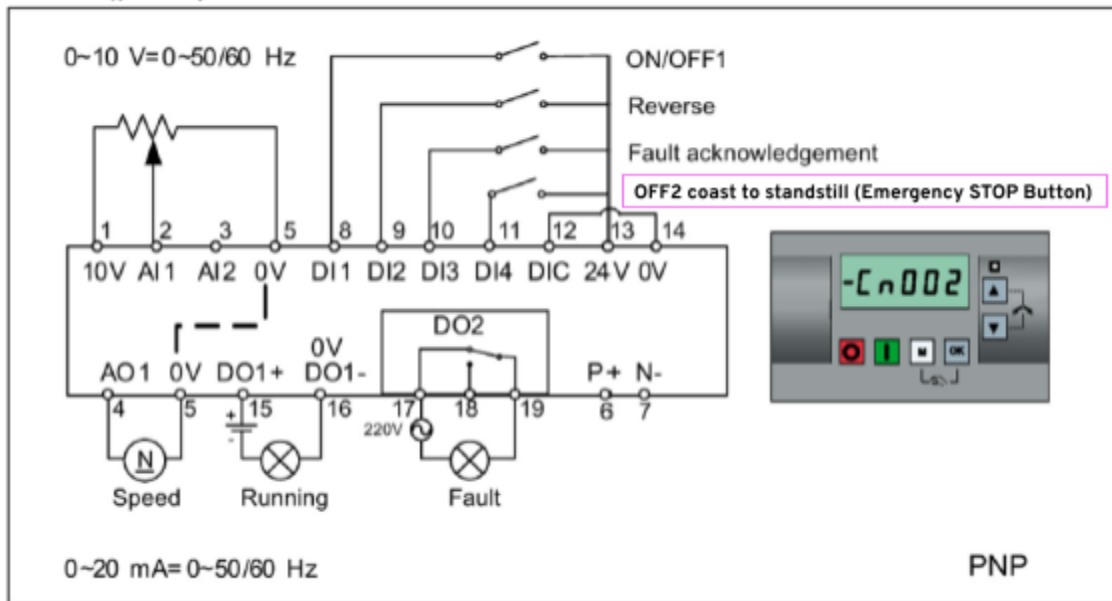 0~10 V=0~50/60 Hz
ON/OFF1
Reverse
Fault acknowledgement
OFF2 coast to standstill (Emergency STOP Button)
1 2 3 5 8 9 10 11 12 13 14
10V AI1 AI2 0V DI1 DI2 DI3 DI4 DIC 24V 0V
-Cn002
DO2
0V
AO1 0V DO1+ DO1- P+ N-
M OK
4 5 15 16 17 18 19 6 7
+
-
220V
N
Speed Running Fault
0~20 mA=0~50/60 Hz
PNP